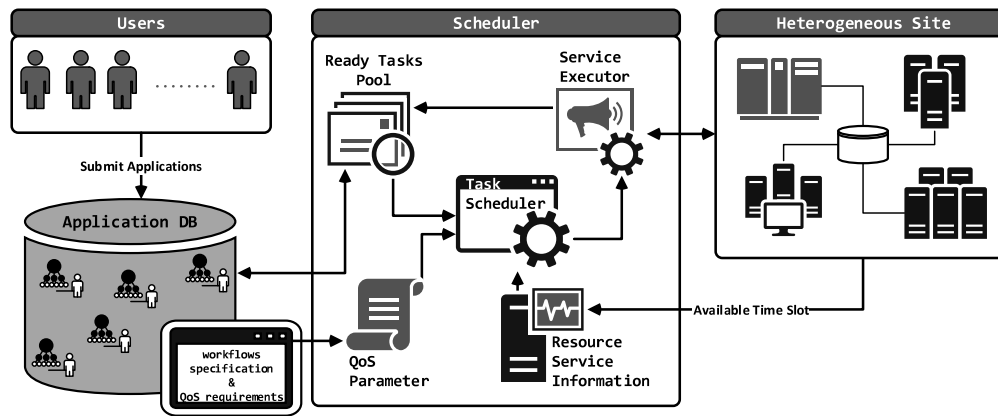 Users
Submit Applications
Application DB
workflows
specification
&
QoS requirements
Scheduler
Ready Tasks
Pool
Service
Executor
Task
Scheduler
QoS
Parameter
Resource
Service
Information
Heterogeneous Site
Available Time Slot